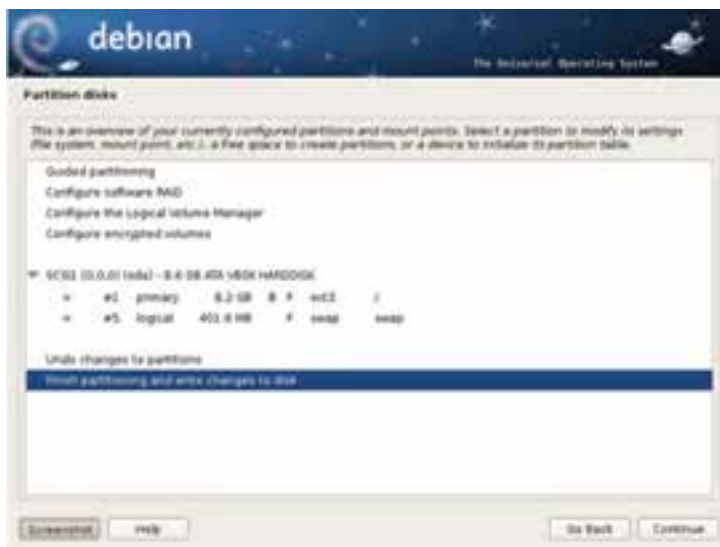 debian
The Universal Operating System
Partition disks
This is an overview of your currently configured partitions and mount points. Select a partition to modify its settings
(file system, mount point, etc.), a free space to create partitions, or a device to initialize its partition table.
Guided partitioning
Configure software RAID
Configure the Logical Volume Manager
Configure encrypted volumes
SCSI1 (0,0,0) (sda) - 8.6 GB ATA VBOX HARDDISK
#1 primary 8.2 GB B F ext3 /
#5 logical 401.6 MB F swap swap
Undo changes to partitions
Finish partitioning and write changes to disk
Screenshot Help Go Back Continue